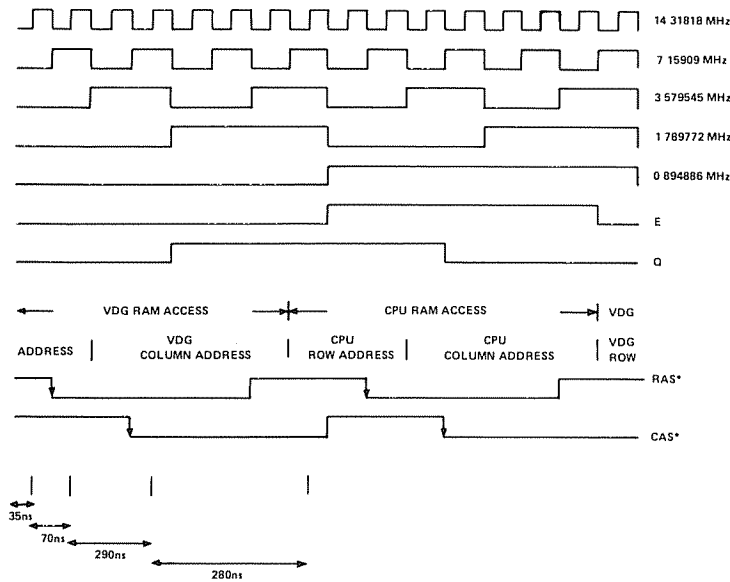 14 31818 MHz
7 15909 MHz
3 579545 MHz
1 789772 MHz
0 894886 MHz
E
Q
VDG RAM ACCESS CPU RAM ACCESS VDG
ADDRESS VDG COLUMN ADDRESS CPU ROW ADDRESS CPU COLUMN ADDRESS VDG ROW
RAS*
CAS*
35ns
70ns
290ns
280ns